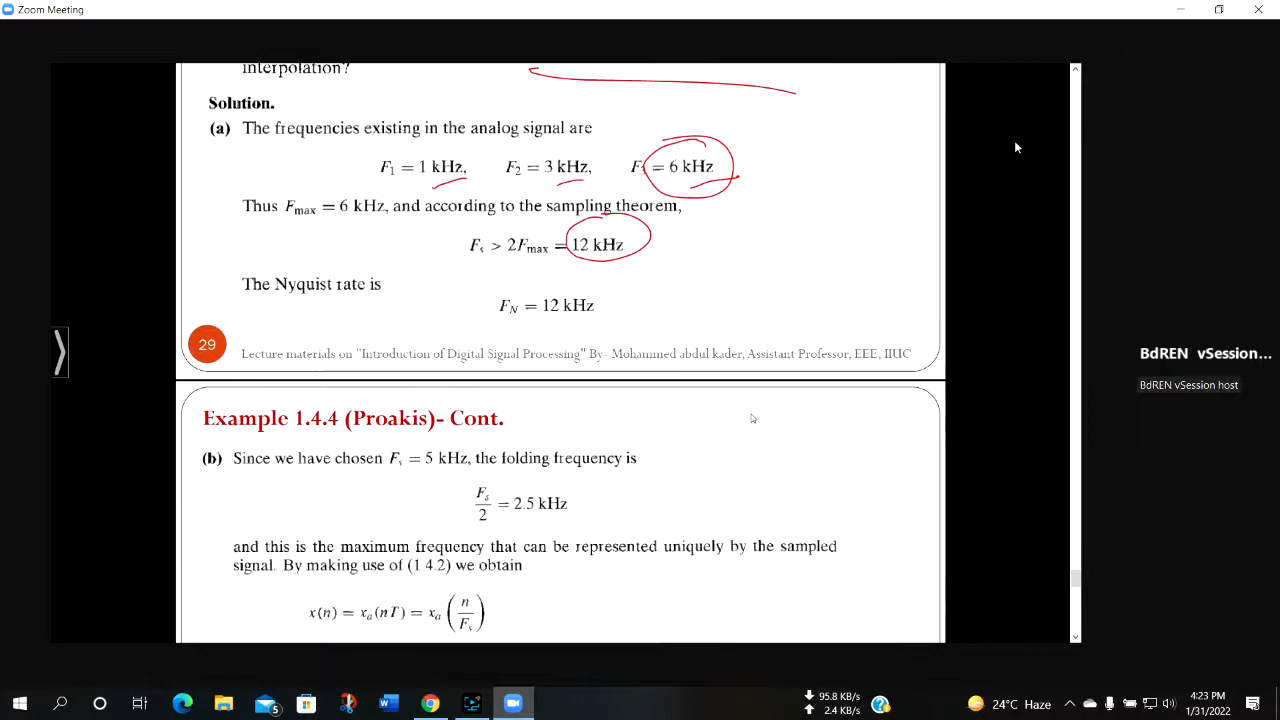 Zoom Meeting
interpolation?
Solution.
(a) The frequencies existing in the analog signal are
F₁ = 1 kHz, F₂ = 3 kHz, F₃ = 6 kHz
Thus Fmax = 6 kHz, and according to the sampling theorem,
Fs > 2Fmax = 12 kHz
The Nyquist rate is
F_N = 12 kHz
29
Lecture materials on "Introduction of Digital Signal Processing" By- Mohammed abdul kader, Assistant Professor, EEE, IIUC
BdREN vSession...
BdREN vSession host
Example 1.4.4 (Proakis)- Cont.
(b) Since we have chosen Fs = 5 kHz, the folding frequency is
Fs/2 = 2.5 kHz
and this is the maximum frequency that can be represented uniquely by the sampled
signal. By making use of (1.4.2) we obtain
x(n) = xa(nT) = xa(n/Fs)
5
W
95.8 KB/s
2.4 KB/s
24°C Haze
4:23 PM
1/31/2022